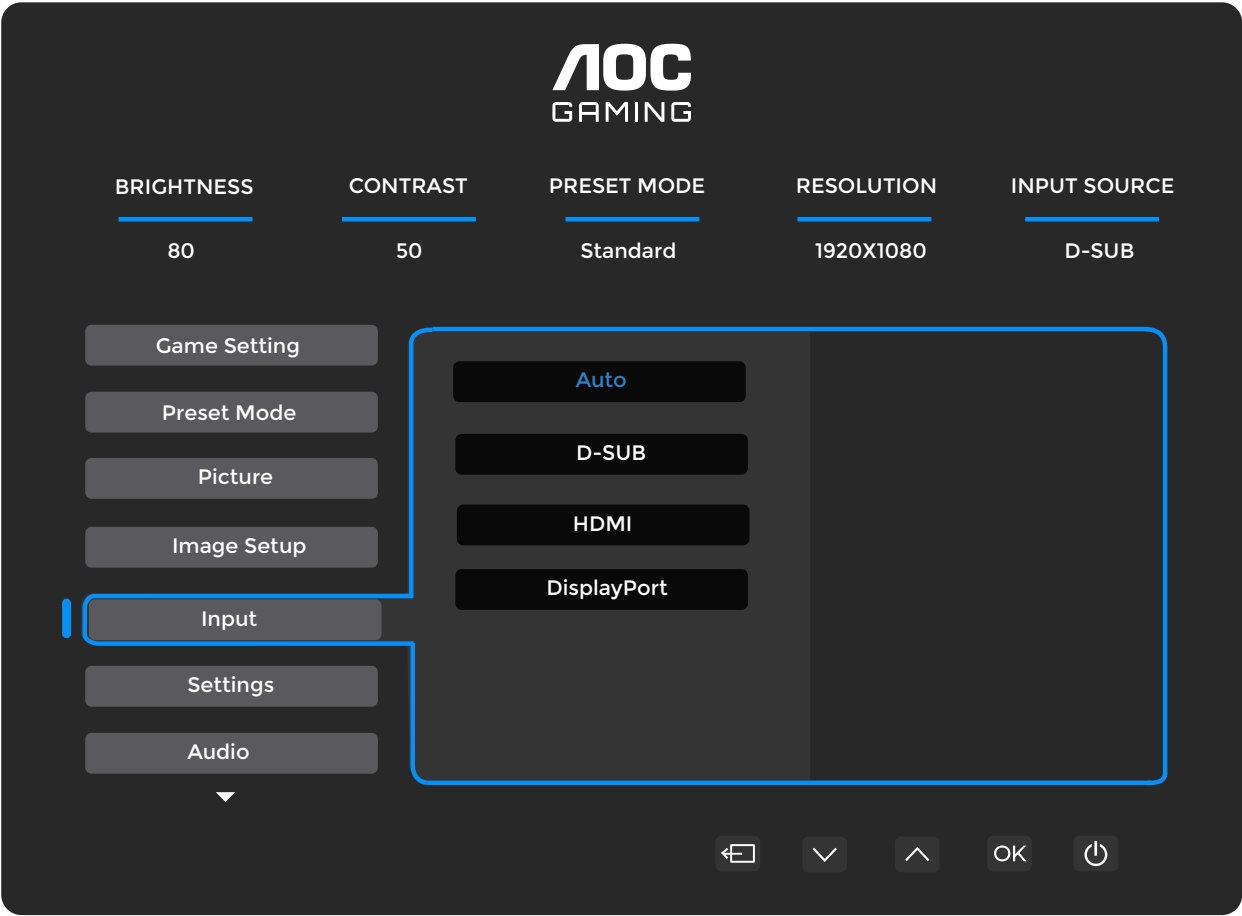 AOC
GAMING
BRIGHTNESS CONTRAST PRESET MODE RESOLUTION INPUT SOURCE
80 50 Standard 1920X1080 D-SUB
Game Setting
Auto
Preset Mode
D-SUB
Picture
HDMI
Image Setup
DisplayPort
Input
Settings
Audio
OK